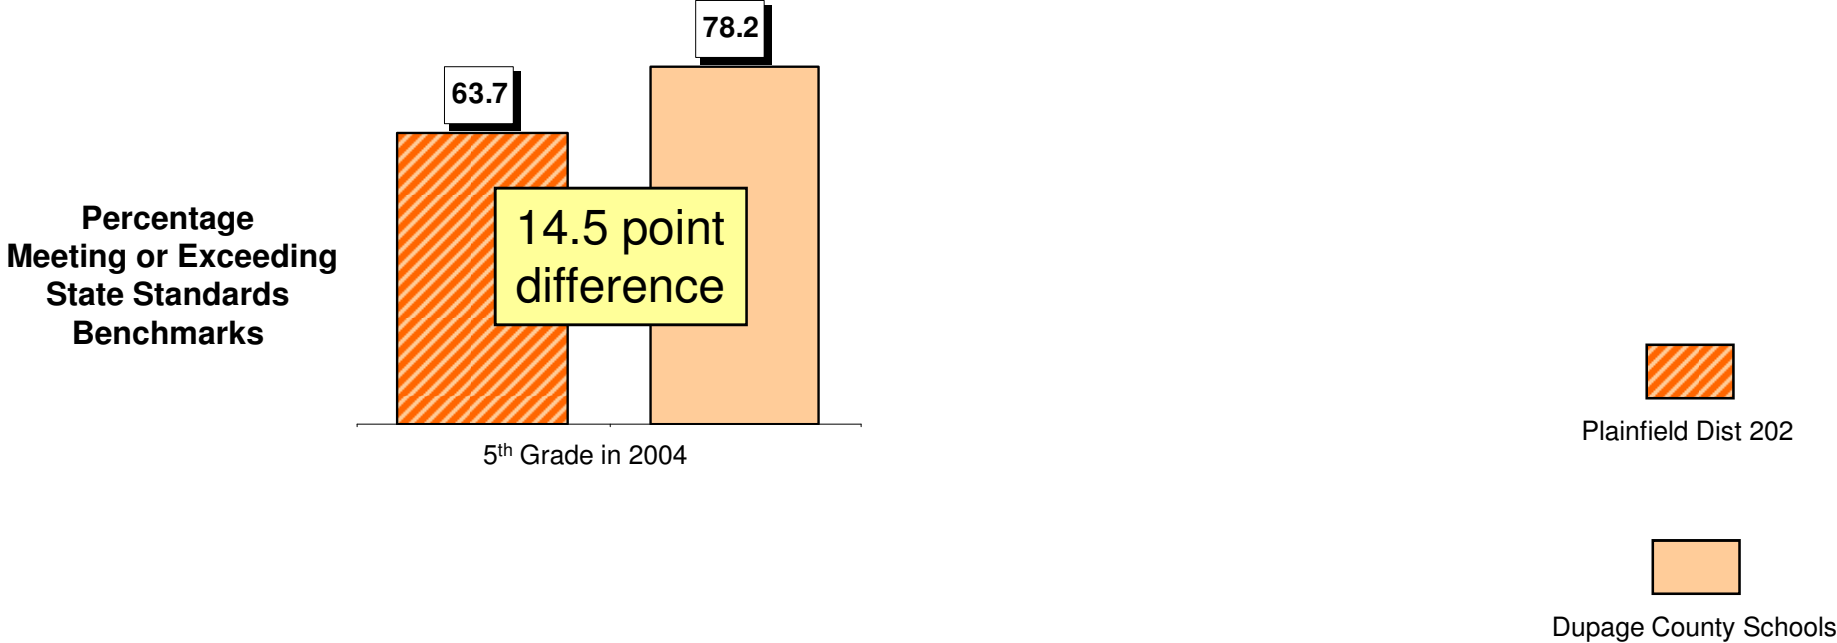 78.2
63.7
Percentage
Meeting or Exceeding
State Standards
Benchmarks
14.5 point
difference
5th Grade in 2004
Plainfield Dist 202
Dupage County Schools